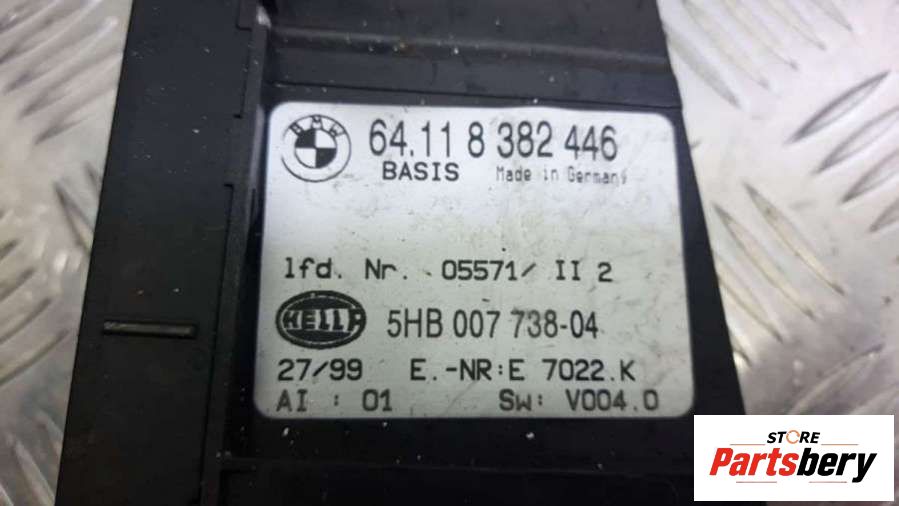 BMW
64.11 8 382 446
BASIS Made in Germany
lfd. Nr. 05571/ II 2
HELLA
5HB 007 738-04
27/99 E.-NR:E 7022.K
AI : 01 SW: V004.0
STORE
Partsbery